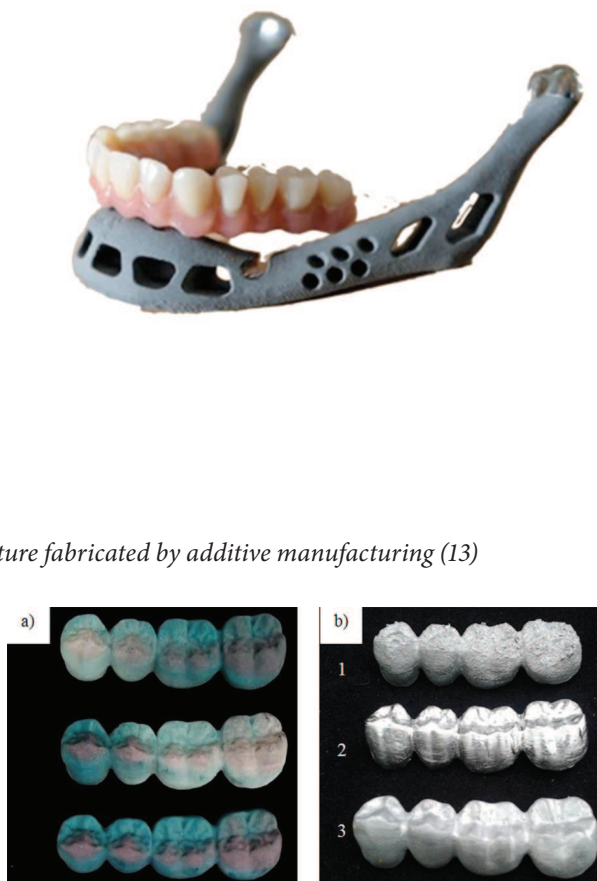 ture fabricated by additive manufacturing (13)
a)
b)
1
2
3